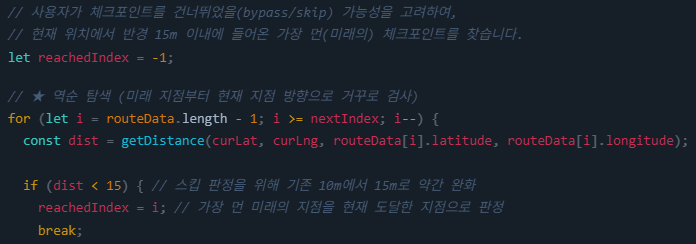 // 사용자가 체크포인트를 건너뛰었을(bypass/skip) 가능성을 고려하여,
// 현재 위치에서 반경 15m 이내에 들어온 가장 먼(미래의) 체크포인트를 찾습니다.
let reachedIndex = -1;
// ★ 역순 탐색 (미래 지점부터 현재 지점 방향으로 거꾸로 검사)
for (let i = routeData.length - 1; i >= nextIndex; i--) {
const dist = getDistance(curLat, curLng, routeData[i].latitude, routeData[i].longitude);
if (dist < 15) { // 스킵 판정을 위해 기존 10m에서 15m로 약간 완화
reachedIndex = i; // 가장 먼 미래의 지점을 현재 도달한 지점으로 판정
break;